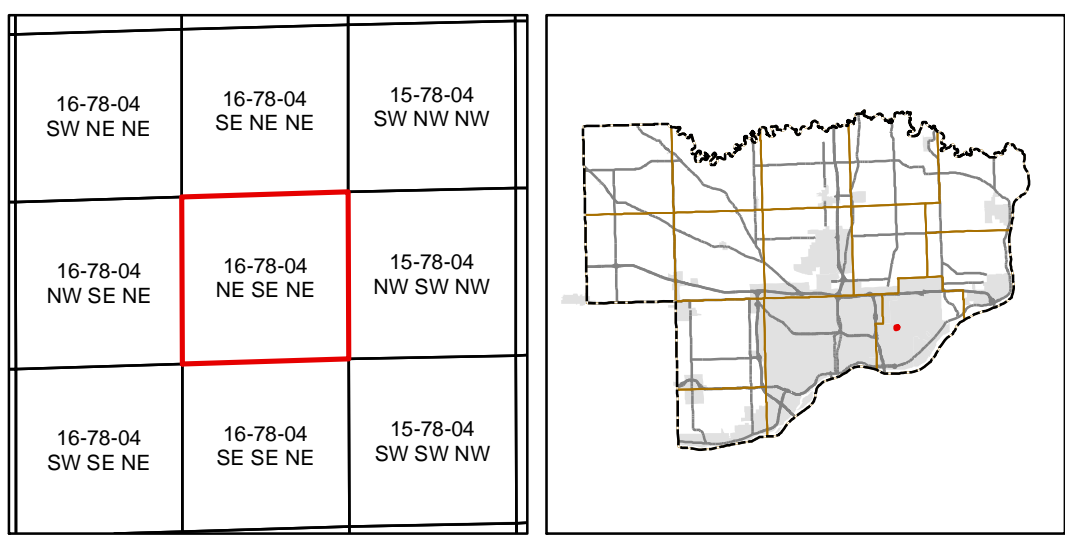 16-78-04
SW NE NE
16-78-04
SE NE NE
15-78-04
SW NW NW
16-78-04
NW SE NE
16-78-04
NE SE NE
15-78-04
NW SW NW
16-78-04
SW SE NE
16-78-04
SE SE NE
15-78-04
SW SW NW